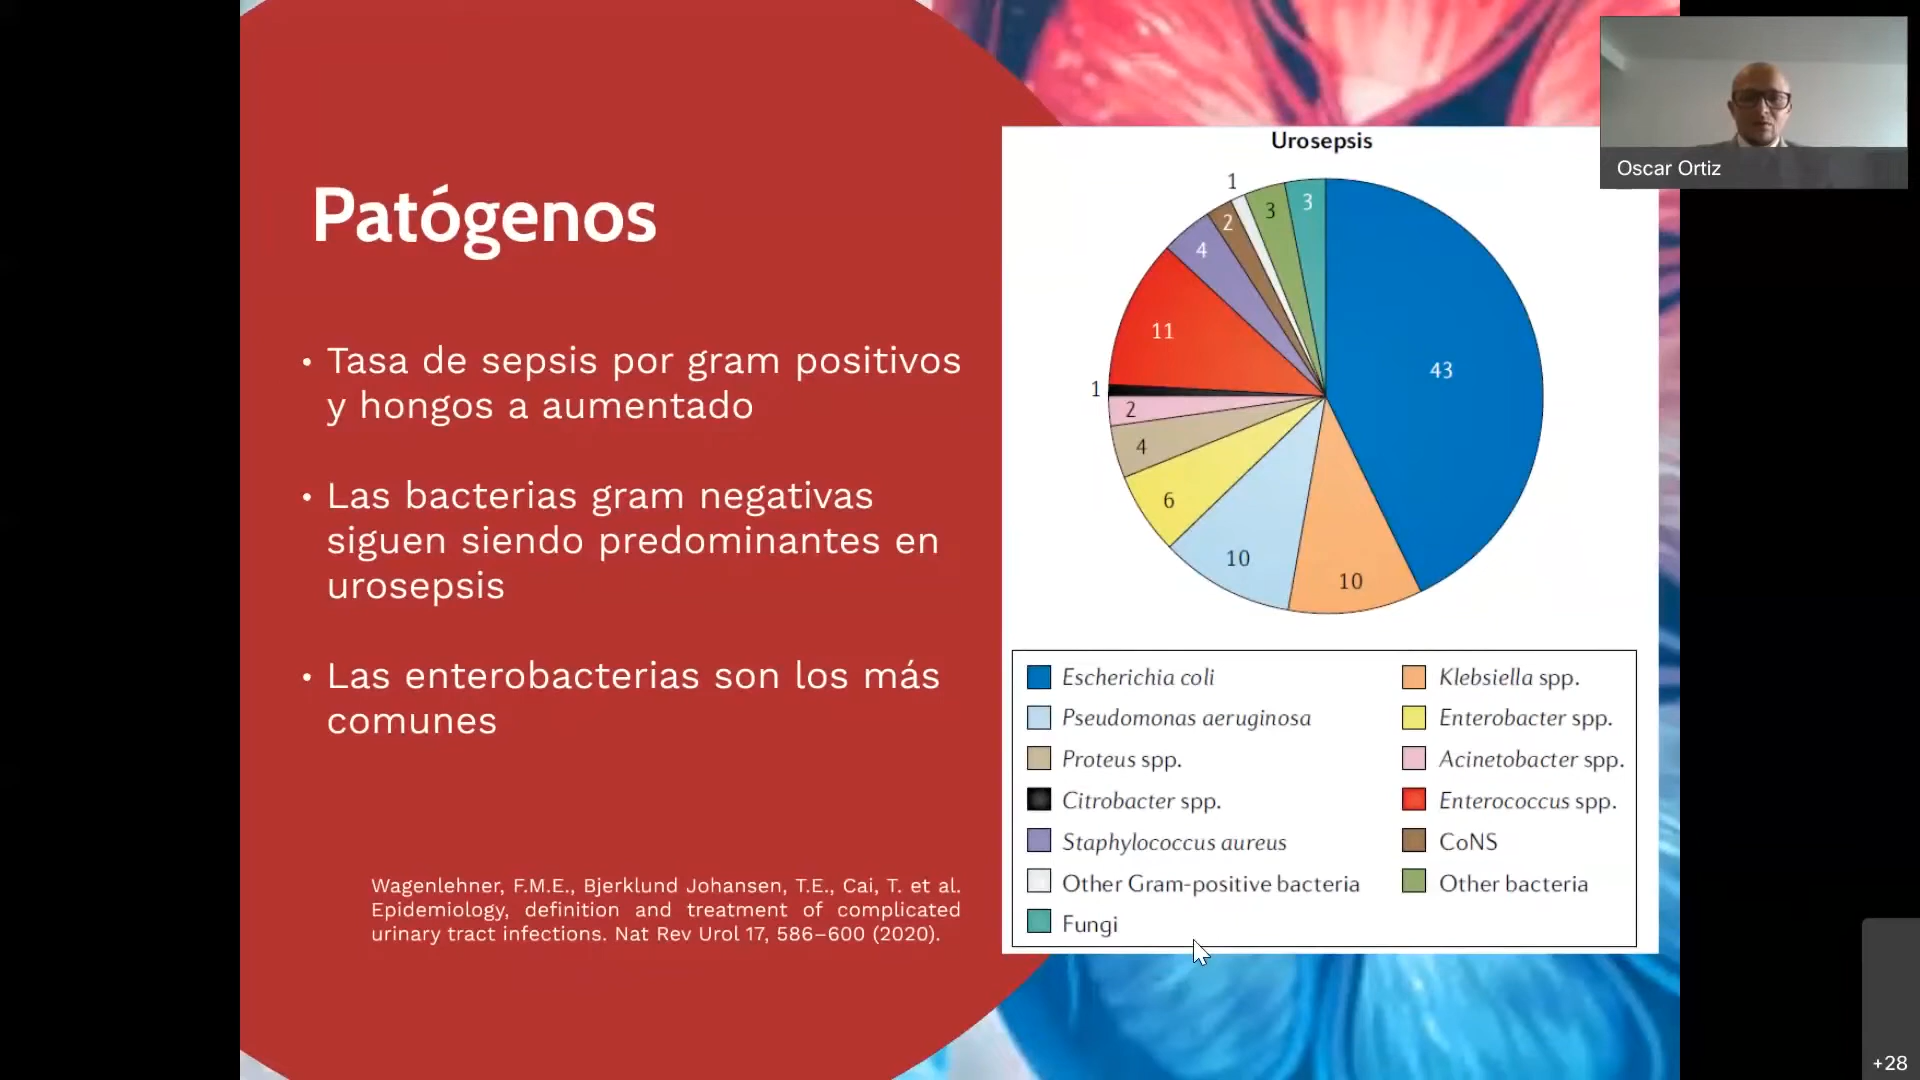 Patógenos
• Tasa de sepsis por gram positivos
y hongos a aumentado
• Las bacterias gram negativas
siguen siendo predominantes en
urosepsis
• Las enterobacterias son los más
comunes
Wagenlehner, F.M.E., Bjerklund Johansen, T.E., Cai, T. et al.
Epidemiology, definition and treatment of complicated
urinary tract infections. Nat Rev Urol 17, 586–600 (2020).
Urosepsis
43
10
10
6
4
2
1
11
4
2
1
3
3
Escherichia coli
Klebsiella spp.
Pseudomonas aeruginosa
Enterobacter spp.
Proteus spp.
Acinetobacter spp.
Citrobacter spp.
Enterococcus spp.
Staphylococcus aureus
CoNS
Other Gram-positive bacteria
Other bacteria
Fungi
Oscar Ortiz
+28